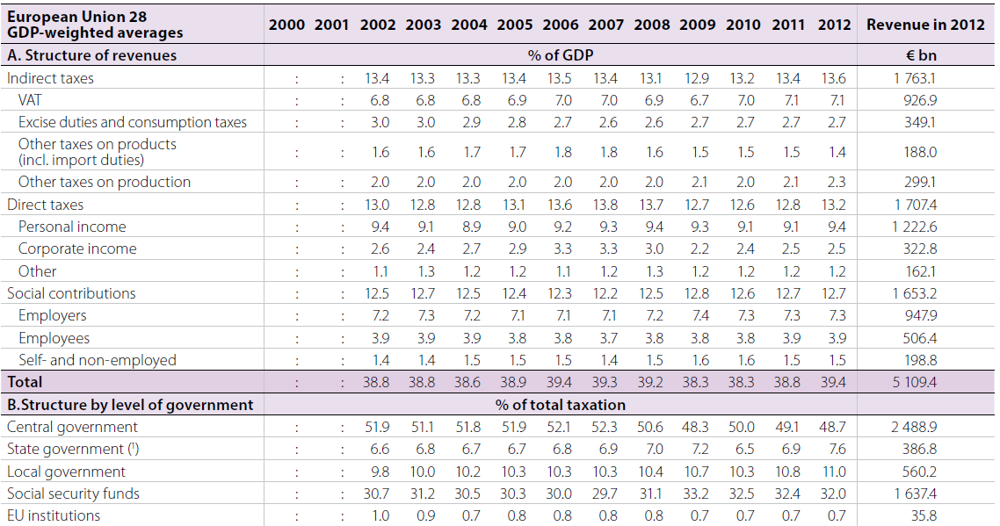 European Union 28
GDP-weighted averages 2000 2001 2002 2003 2004 2005 2006 2007 2008 2009 2010 2011 2012 Revenue in 2012
A. Structure of revenues % of GDP € bn
Indirect taxes : : 13.4 13.3 13.3 13.4 13.5 13.4 13.1 12.9 13.2 13.4 13.6 1 763.1
VAT : : 6.8 6.8 6.8 6.9 7.0 7.0 6.9 6.7 7.0 7.1 7.1 926.9
Excise duties and consumption taxes : : 3.0 3.0 2.9 2.8 2.7 2.6 2.6 2.7 2.7 2.7 2.7 349.1
Other taxes on products
(incl. import duties) : : 1.6 1.6 1.7 1.7 1.8 1.8 1.6 1.5 1.5 1.5 1.4 188.0
Other taxes on production : : 2.0 2.0 2.0 2.0 2.0 2.0 2.0 2.1 2.0 2.1 2.3 299.1
Direct taxes : : 13.0 12.8 12.8 13.1 13.6 13.8 13.7 12.7 12.6 12.8 13.2 1 707.4
Personal income : : 9.4 9.1 8.9 9.0 9.2 9.3 9.4 9.3 9.1 9.1 9.4 1 222.6
Corporate income : : 2.6 2.4 2.7 2.9 3.3 3.3 3.0 2.2 2.4 2.5 2.5 322.8
Other : : 1.1 1.3 1.2 1.2 1.1 1.2 1.3 1.2 1.2 1.2 1.2 162.1
Social contributions : : 12.5 12.7 12.5 12.4 12.3 12.2 12.5 12.8 12.6 12.7 12.7 1 653.2
Employers : : 7.2 7.3 7.2 7.1 7.1 7.1 7.2 7.4 7.3 7.3 7.3 947.9
Employees : : 3.9 3.9 3.9 3.8 3.8 3.7 3.8 3.8 3.8 3.9 3.9 506.4
Self- and non-employed : : 1.4 1.4 1.5 1.5 1.5 1.4 1.5 1.6 1.6 1.5 1.5 198.8
Total : : 38.8 38.8 38.6 38.9 39.4 39.3 39.2 38.3 38.3 38.8 39.4 5 109.4
B.Structure by level of government % of total taxation
Central government : : 51.9 51.1 51.8 51.9 52.1 52.3 50.6 48.3 50.0 49.1 48.7 2 488.9
State government (¹) : : 6.6 6.8 6.7 6.7 6.8 6.9 7.0 7.2 6.5 6.9 7.6 386.8
Local government : : 9.8 10.0 10.2 10.3 10.3 10.3 10.4 10.7 10.3 10.8 11.0 560.2
Social security funds : : 30.7 31.2 30.5 30.3 30.0 29.7 31.1 33.2 32.5 32.4 32.0 1 637.4
EU institutions : : 1.0 0.9 0.7 0.8 0.8 0.8 0.8 0.7 0.7 0.7 0.7 35.8